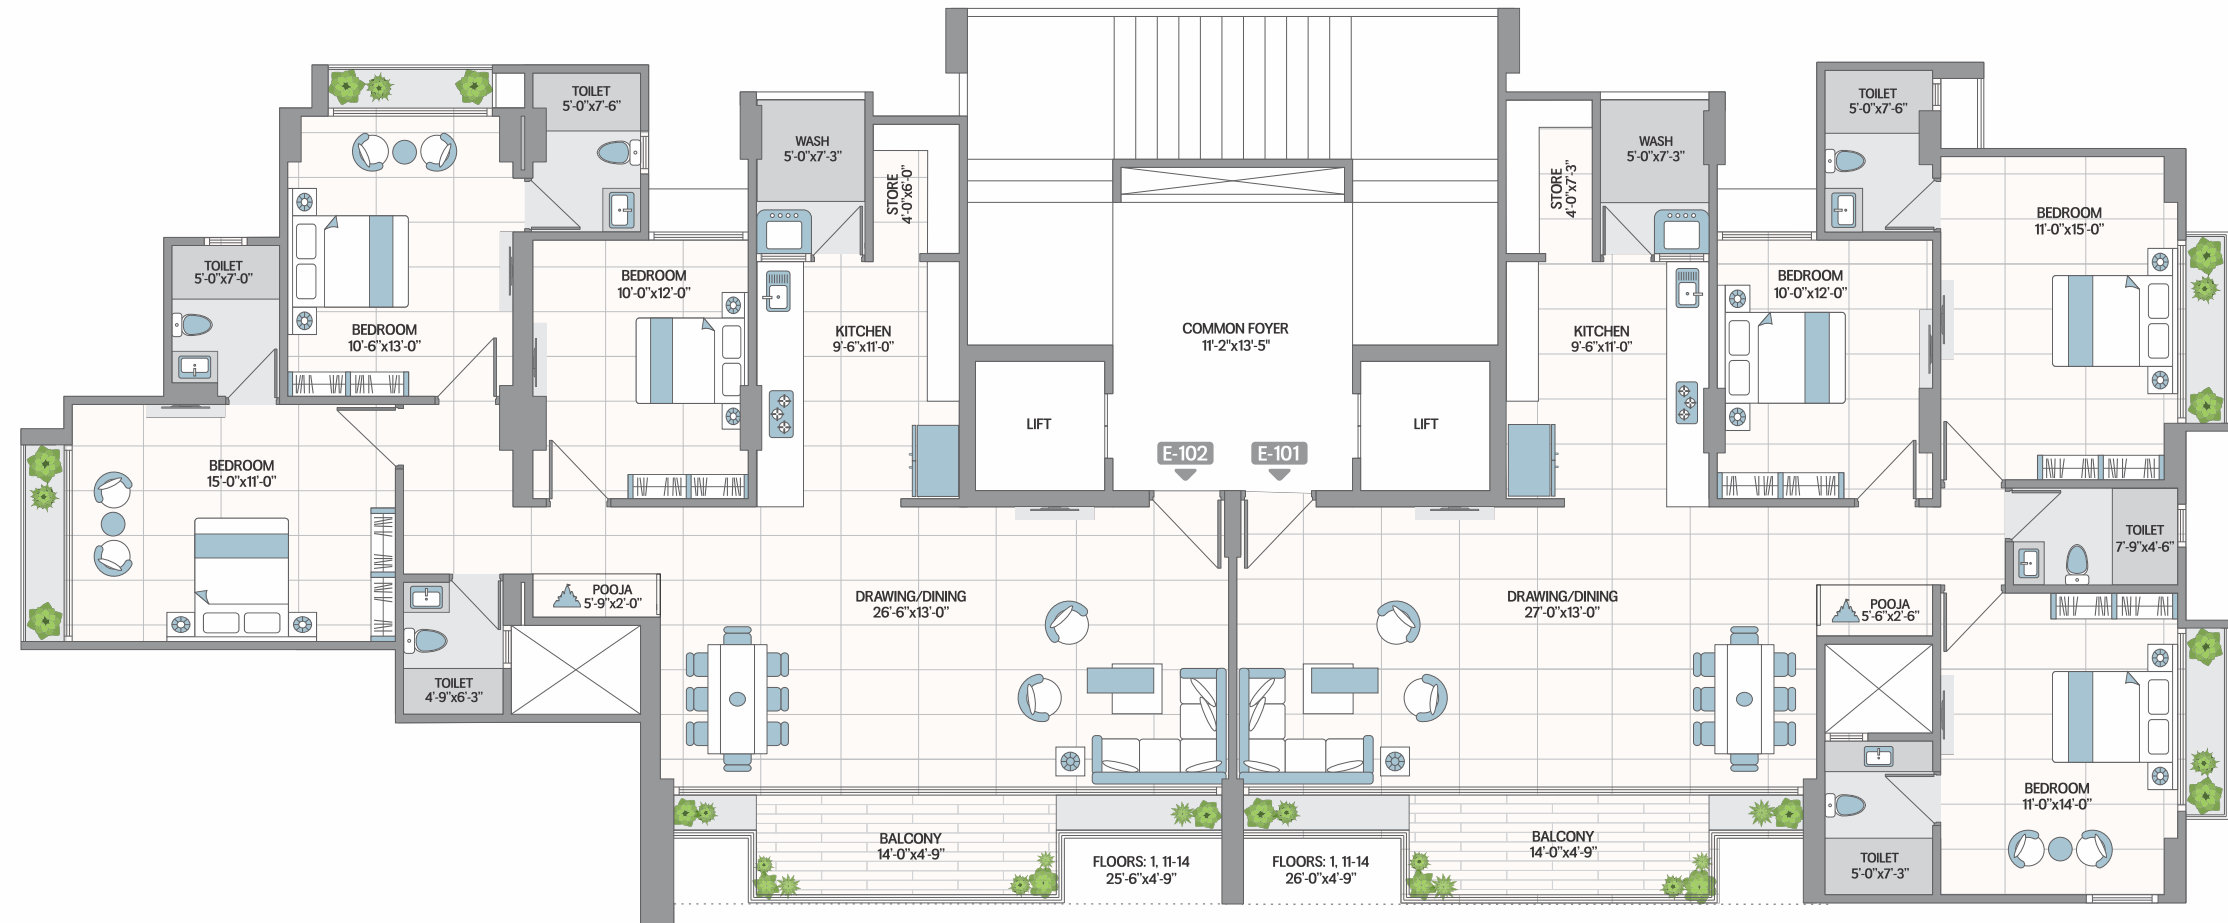 TOILET
5'-0"x7'-6"
WASH
5'-0"x7'-3"
STORE
4'-0"x6'-0"
TOILET
5'-0"x7'-0"
BEDROOM
10'-6"x13'-0"
BEDROOM
10'-0"x12'-0"
KITCHEN
9'-6"x11'-0"
BEDROOM
15'-0"x11'-0"
POOJA
5'-9"x2'-0"
TOILET
4'-9"x6'-3"
DRAWING/DINING
26'-6"x13'-0"
BALCONY
14'-0"x4'-9"
FLOORS: 1, 11-14
25'-6"x4'-9"
COMMON FOYER
11'-2"x13'-5"
LIFT
LIFT
E-102
E-101
STORE
4'-0"x7'-3"
WASH
5'-0"x7'-3"
TOILET
5'-0"x7'-6"
BEDROOM
11'-0"x15'-0"
BEDROOM
10'-0"x12'-0"
KITCHEN
9'-6"x11'-0"
TOILET
7'-9"x4'-6"
DRAWING/DINING
27'-0"x13'-0"
POOJA
5'-6"x2'-6"
BEDROOM
11'-0"x14'-0"
TOILET
5'-0"x7'-3"
BALCONY
14'-0"x4'-9"
FLOORS: 1, 11-14
26'-0"x4'-9"